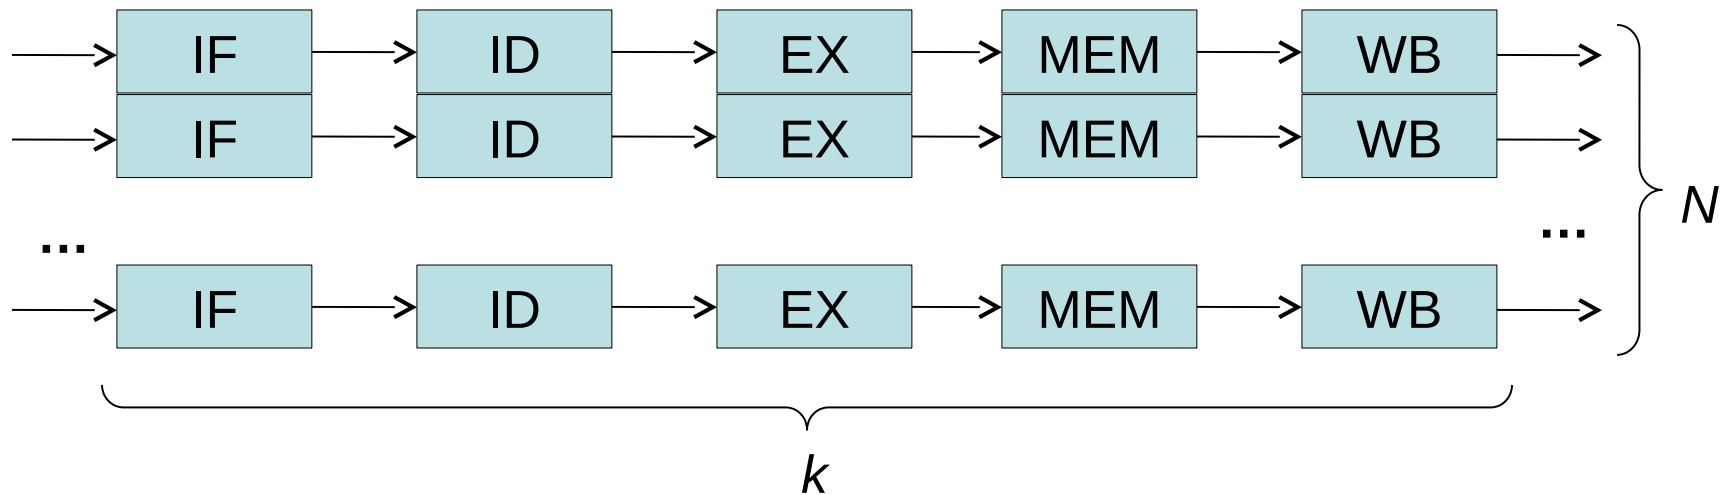 IF ID EX MEM WB
IF ID EX MEM WB
N
... ...
IF ID EX MEM WB
k